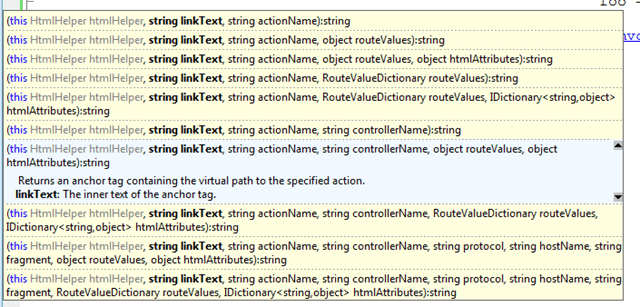 100
(this HtmlHelper htmlHelper, string linkText, string actionName):string
(this HtmlHelper htmlHelper, string linkText, string actionName, object routeValues):string
(this HtmlHelper htmlHelper, string linkText, string actionName, object routeValues, object htmlAttributes):string
(this HtmlHelper htmlHelper, string linkText, string actionName, RouteValueDictionary routeValues):string
(this HtmlHelper htmlHelper, string linkText, string actionName, RouteValueDictionary routeValues, IDictionary<string,object>
htmlAttributes):string
(this HtmlHelper htmlHelper, string linkText, string actionName, string controllerName):string
(this HtmlHelper htmlHelper, string linkText, string actionName, string controllerName, object routeValues, object
htmlAttributes):string
Returns an anchor tag containing the virtual path to the specified action.
linkText: The inner text of the anchor tag.
(this HtmlHelper htmlHelper, string linkText, string actionName, string controllerName, RouteValueDictionary routeValues,
IDictionary<string,object> htmlAttributes):string
(this HtmlHelper htmlHelper, string linkText, string actionName, string controllerName, string protocol, string hostName, string
fragment, object routeValues, object htmlAttributes):string
(this HtmlHelper htmlHelper, string linkText, string actionName, string controllerName, string protocol, string hostName, string
fragment, RouteValueDictionary routeValues, IDictionary<string,object> htmlAttributes):string